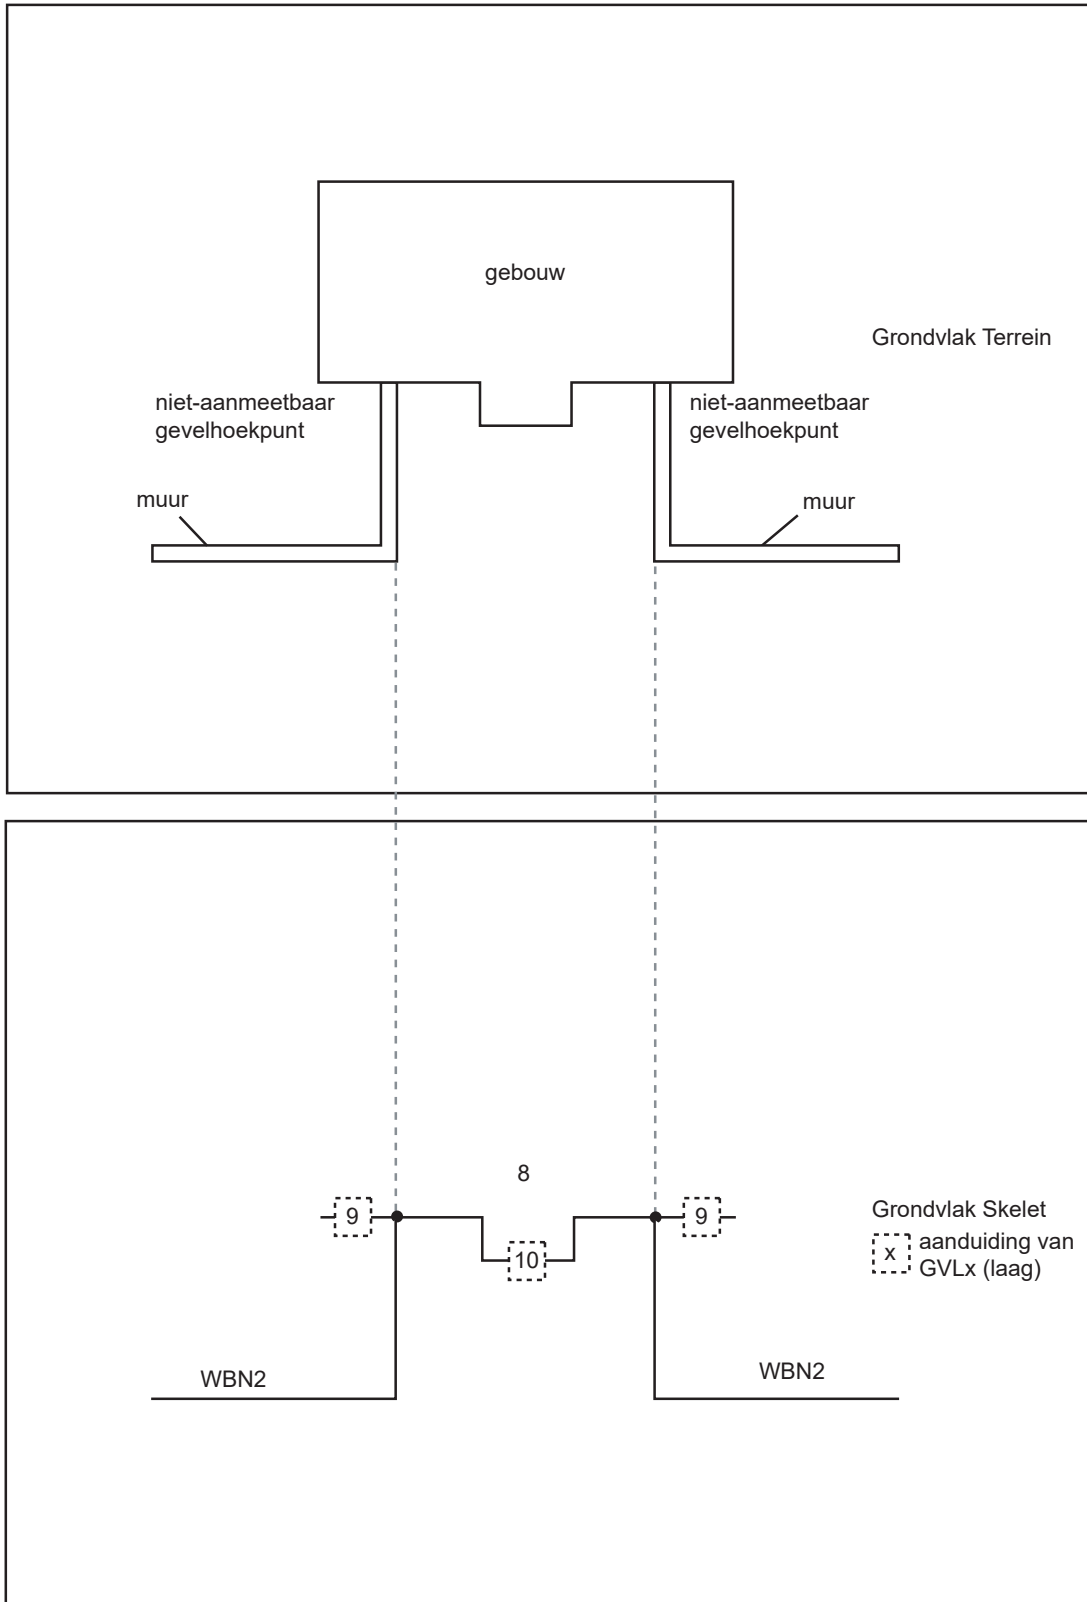 gebouw
Grondvlak Terrein
niet-aanmeetbaar
gevelhoekpunt
niet-aanmeetbaar
gevelhoekpunt
muur
muur
8
9
9
10
Grondvlak Skelet
x
aanduiding van
GVLx (laag)
WBN2
WBN2